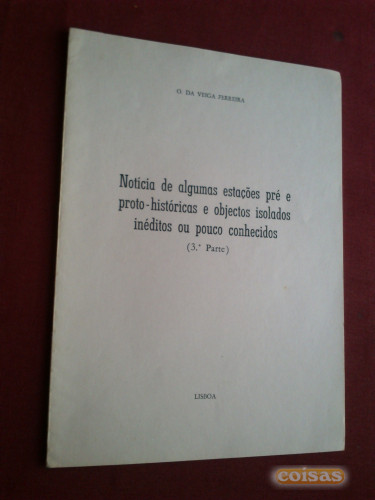 O. DA VEIGA FERREIRA
Notícia de algumas estações pré e
proto-históricas e objectos isolados
inéditos ou pouco conhecidos
(3.ª Parte)
LISBOA
coisas